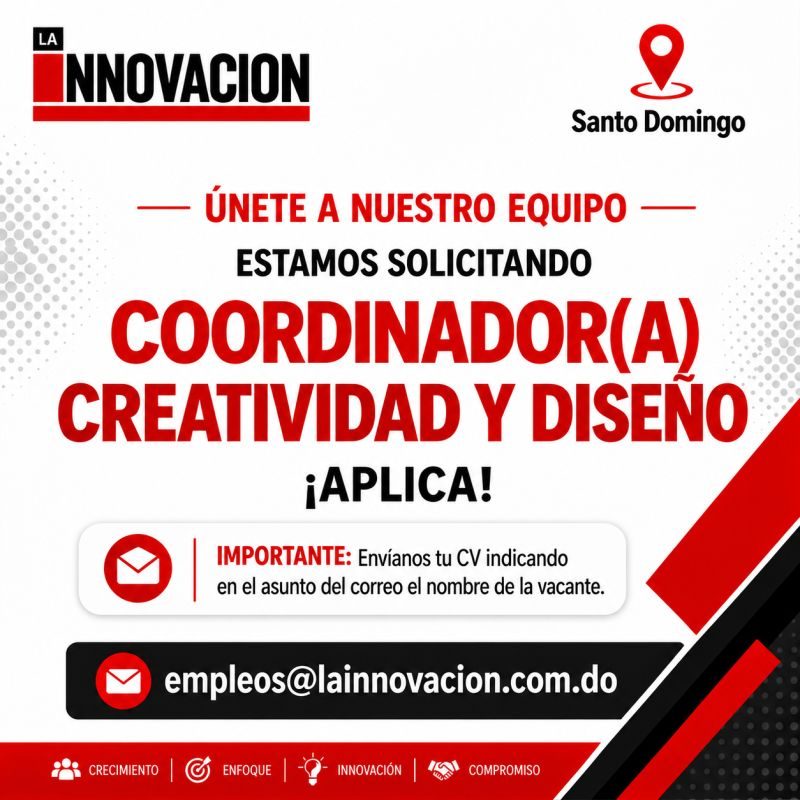 LA
INNOVACION
Santo Domingo
ÚNETE A NUESTRO EQUIPO
ESTAMOS SOLICITANDO
COORDINADOR(A)
CREATIVIDAD Y DISEÑO
¡APLICA!
IMPORTANTE: Envíanos tu CV indicando
en el asunto del correo el nombre de la vacante.
empleos@lainnovacion.com.do
CRECIMIENTO
ENFOQUE
INNOVACIÓN
COMPROMISO